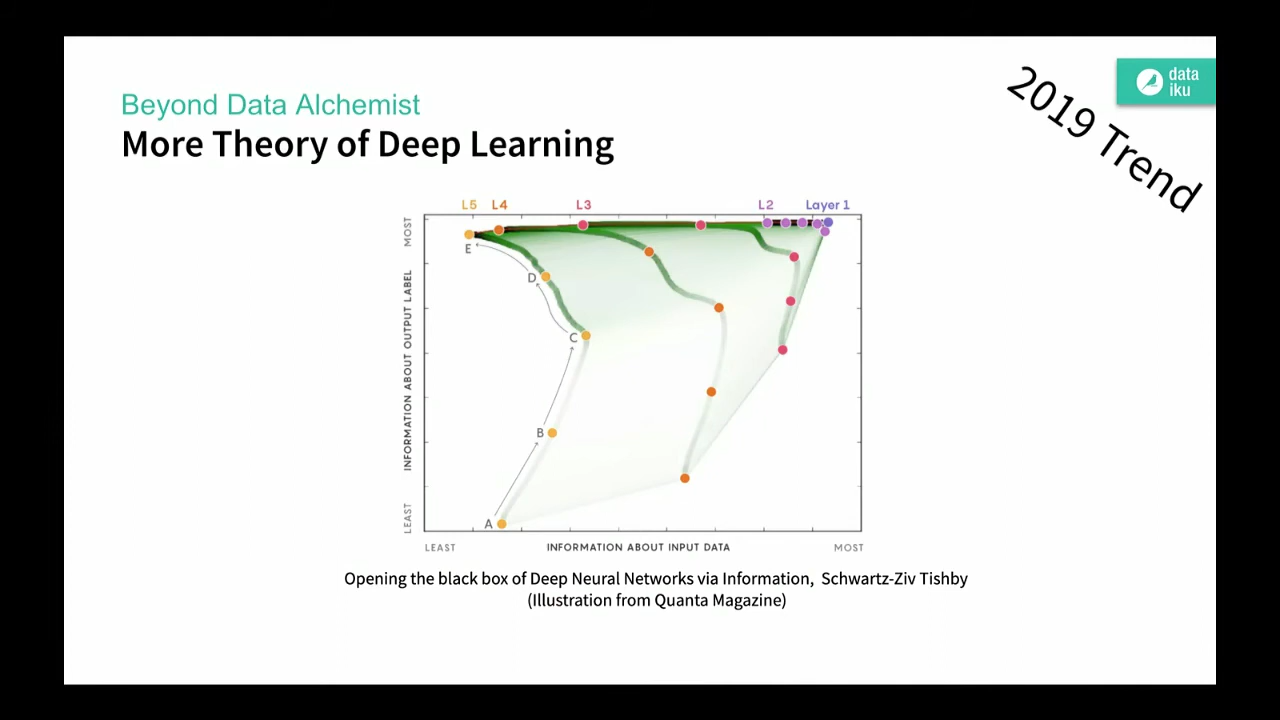 Beyond Data Alchemist
More Theory of Deep Learning
2019 Trend
data
iku
L5 L4 L3 L2 Layer 1
MOST
INFORMATION ABOUT OUTPUT LABEL
LEAST
E
D
C
B
A
LEAST INFORMATION ABOUT INPUT DATA MOST
Opening the black box of Deep Neural Networks via Information, Schwartz-Ziv Tishby
(Illustration from Quanta Magazine)